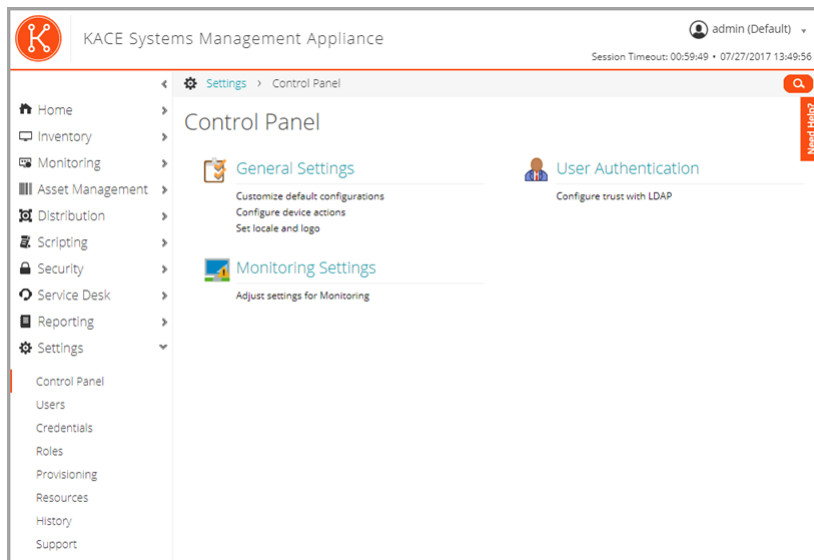 KACE Systems Management Appliance
admin (Default)
Session Timeout: 00:59:49 • 07/27/2017 13:49:56
Settings > Control Panel
Need Help?
Home
Inventory
Monitoring
Asset Management
Distribution
Scripting
Security
Service Desk
Reporting
Settings
Control Panel
Users
Credentials
Roles
Provisioning
Resources
History
Support
Control Panel
General Settings
Customize default configurations
Configure device actions
Set locale and logo
User Authentication
Configure trust with LDAP
Monitoring Settings
Adjust settings for Monitoring